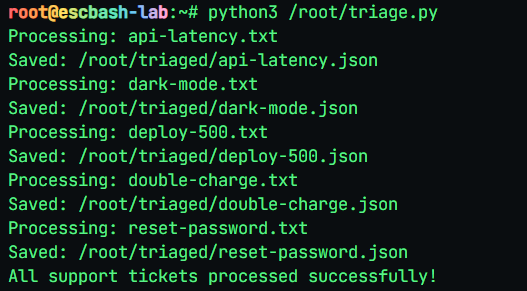 root@escbash-lab:~# python3 /root/triage.py
Processing: api-latency.txt
Saved: /root/triaged/api-latency.json
Processing: dark-mode.txt
Saved: /root/triaged/dark-mode.json
Processing: deploy-500.txt
Saved: /root/triaged/deploy-500.json
Processing: double-charge.txt
Saved: /root/triaged/double-charge.json
Processing: reset-password.txt
Saved: /root/triaged/reset-password.json
All support tickets processed successfully!